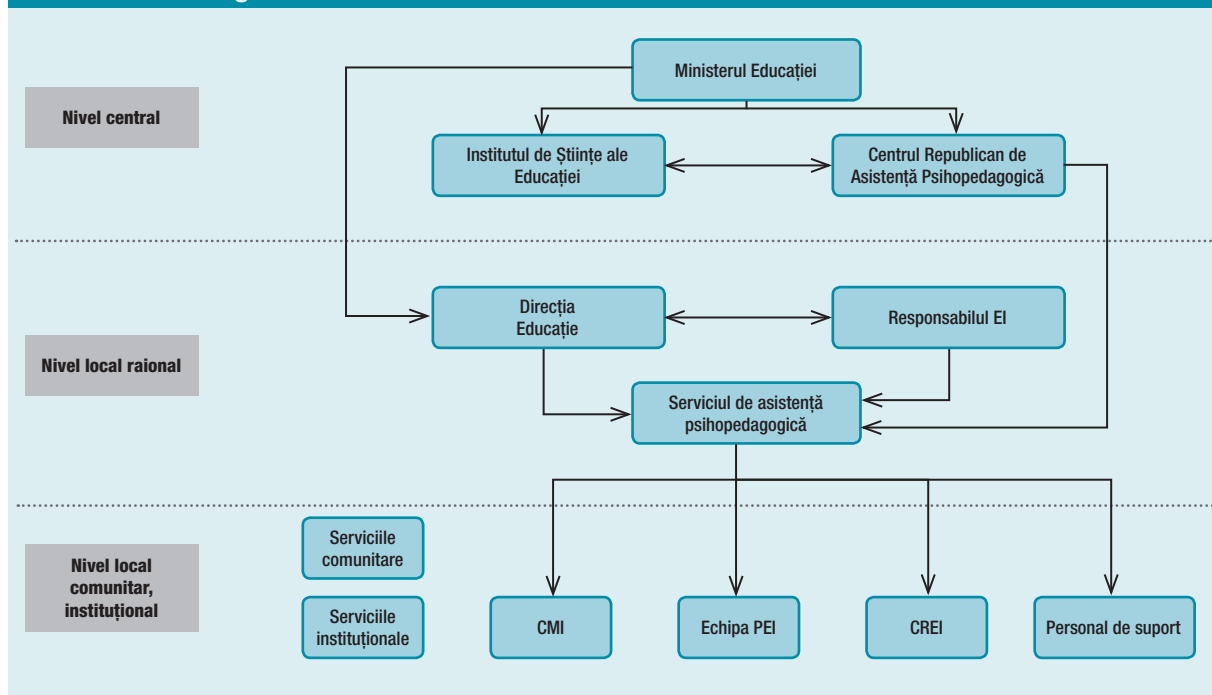 Ministerul Educației
Nivel central
Institutul de Științe ale
Educației
Centrul Republican de
Asistență Psihopedagogică
Direcția
Educație
Responsabilul EI
Nivel local raional
Serviciul de asistență
psihopedagogică
Serviciile
comunitare
Nivel local
comunitar,
instituțional
Serviciile
instituționale
CMI
Echipa PEI
CREI
Personal de suport